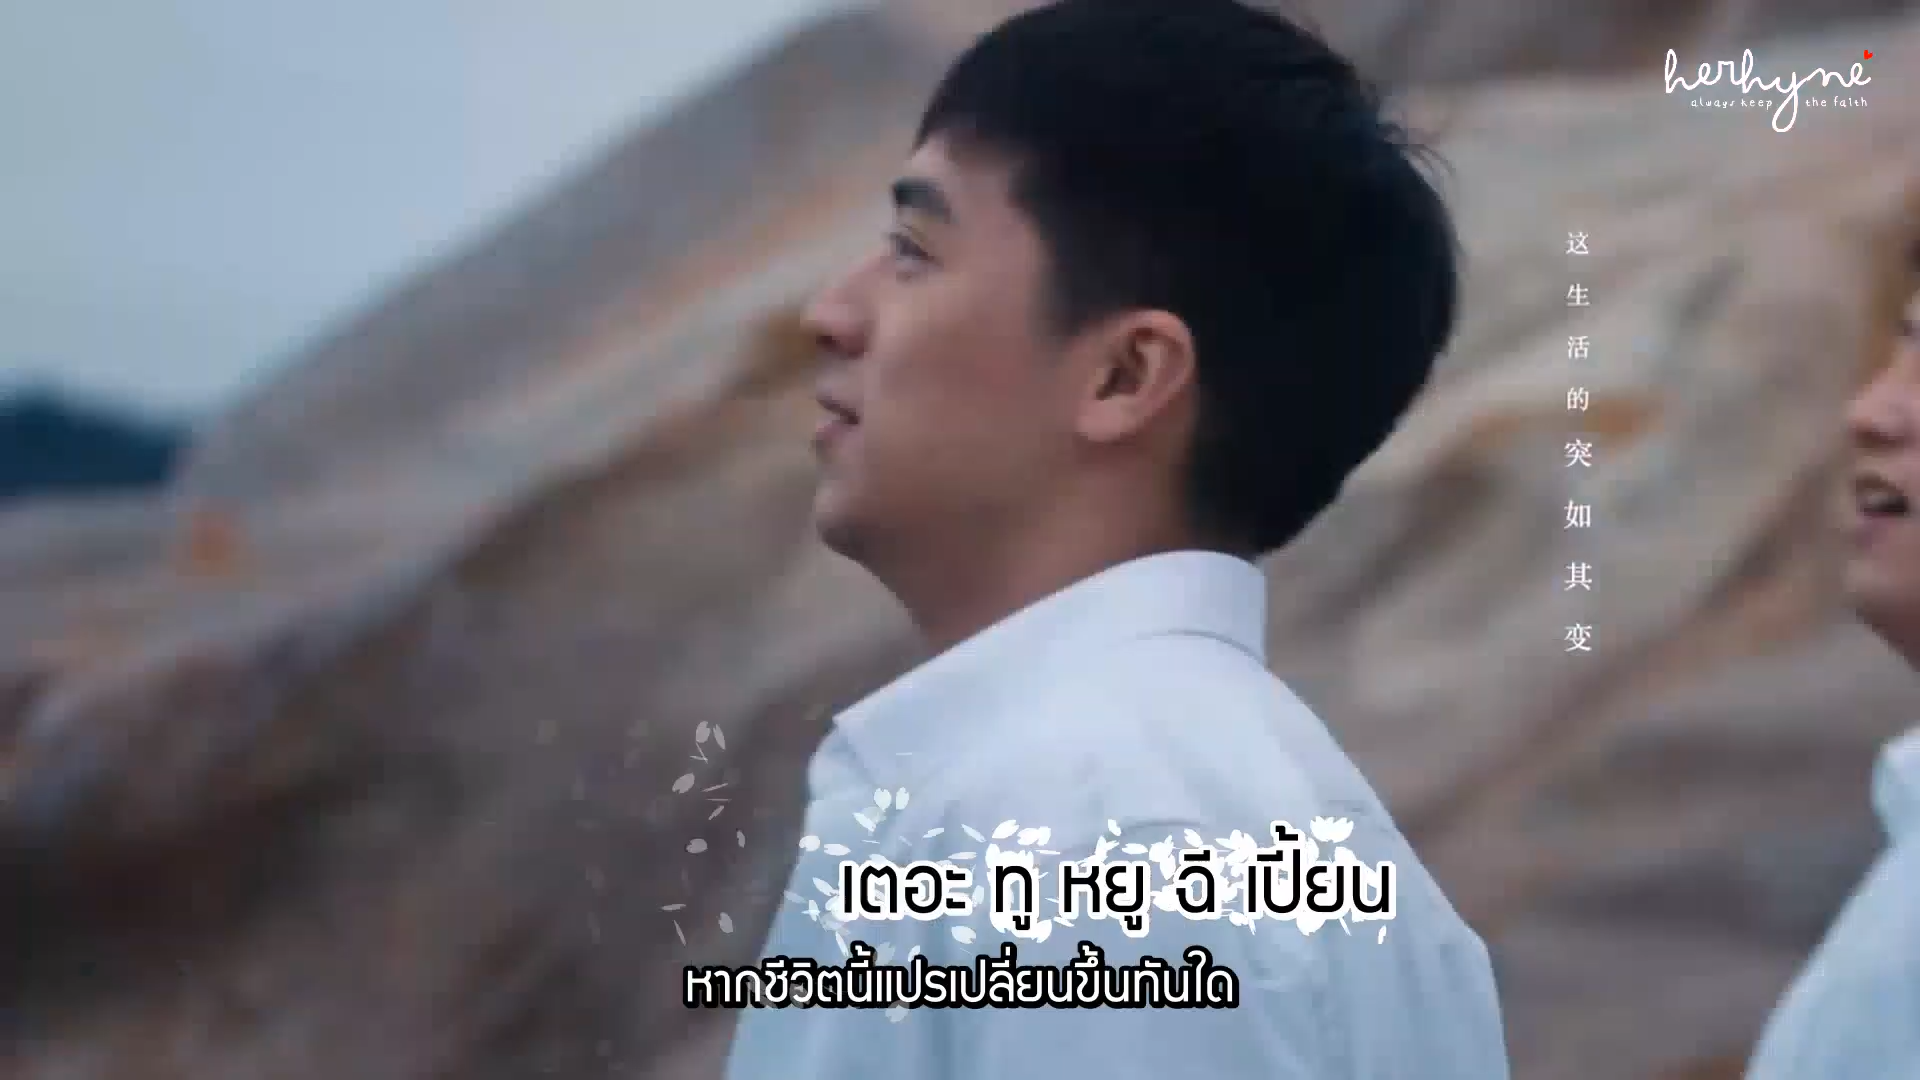 herhyne
always keep the faith
这生活的突如其变
เตอะ ทู หยู ฉี เปี้ยน
หากชีวิตนี้แปรเปลี่ยนขึ้นทันใด